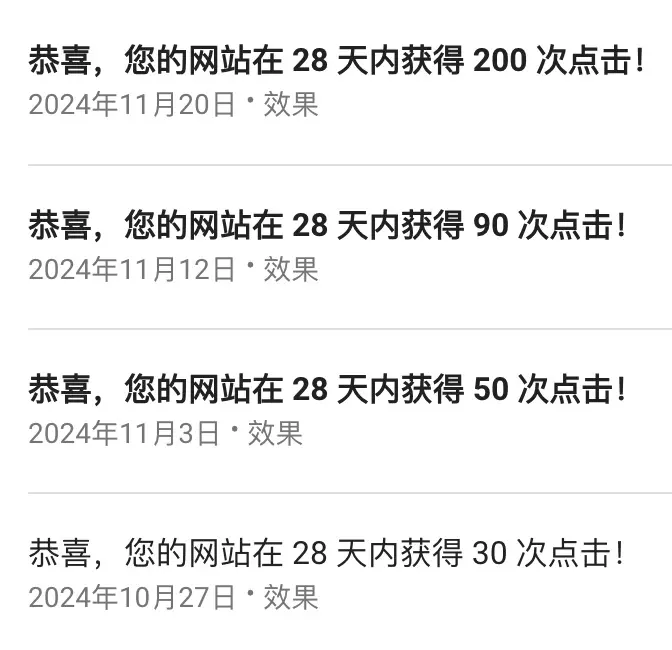 恭喜，您的网站在 28 天内获得 200 次点击！
2024年11月20日 • 效果
恭喜，您的网站在 28 天内获得 90 次点击！
2024年11月12日 • 效果
恭喜，您的网站在 28 天内获得 50 次点击！
2024年11月3日 • 效果
恭喜，您的网站在 28 天内获得 30 次点击！
2024年10月27日 • 效果